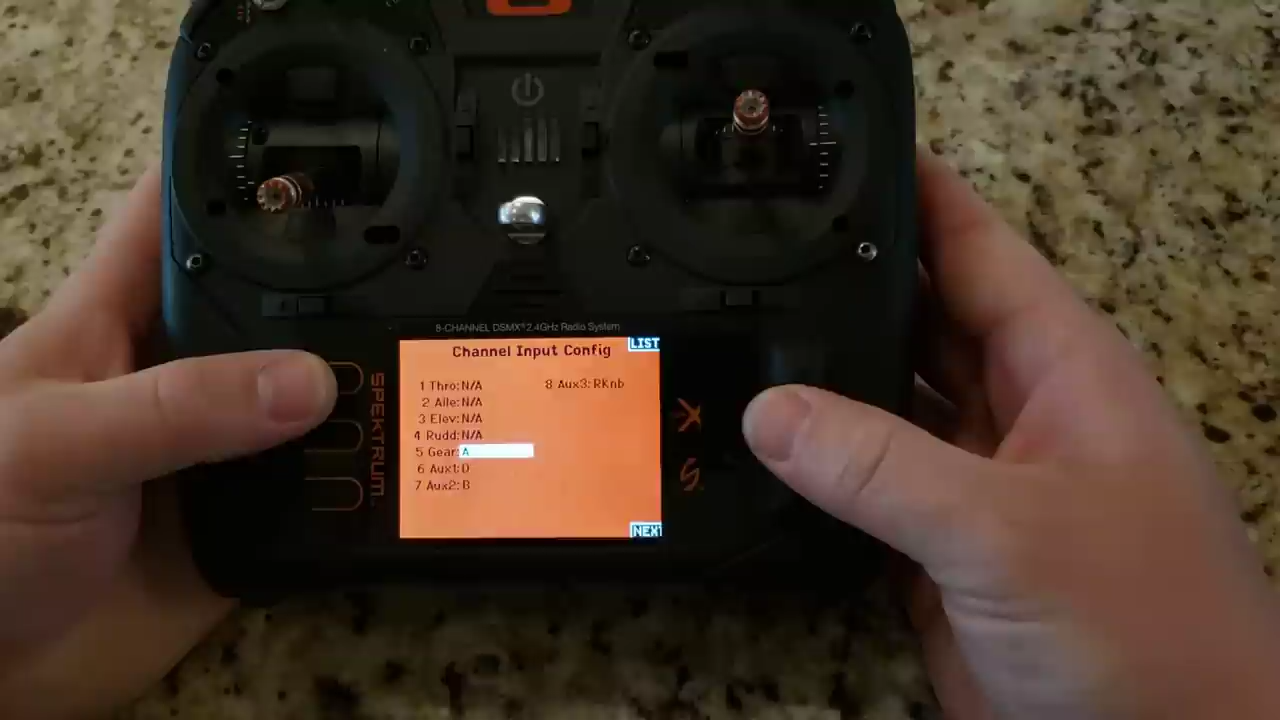 8-CHANNEL DSMX® 2.4GHz Radio System
LIST
Channel Input Config
1 Thro: N/A
2 Aile: N/A
3 Elev: N/A
4 Rudd: N/A
5 Gear: A
6 Aux1: D
7 Aux2: B
8 Aux3: RKnb
NEXT
SPEKTRUM